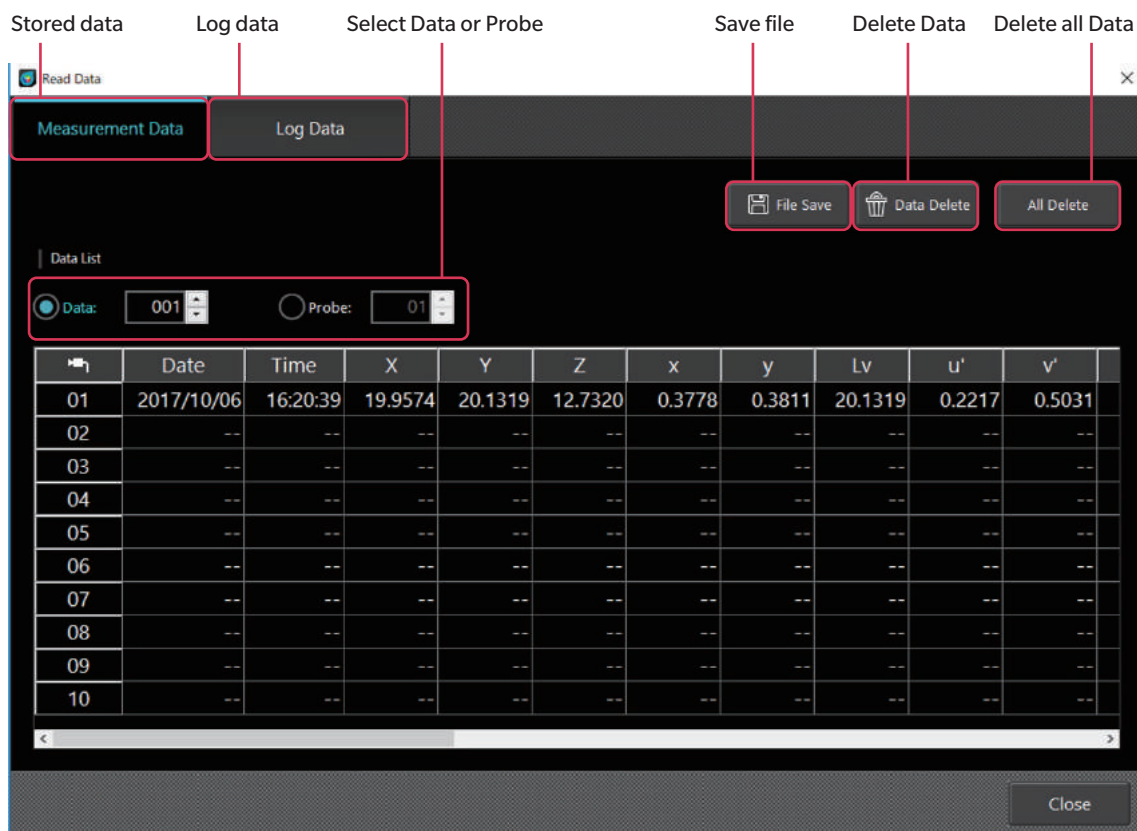 Stored data Log data Select Data or Probe Save file Delete Data Delete all Data
Read Data
Measurement Data Log Data
File Save Data Delete All Delete
Data List
Data: 001 Probe: 01
Date Time X Y Z x y Lv u' v'
01 2017/10/06 16:20:39 19.9574 20.1319 12.7320 0.3778 0.3811 20.1319 0.2217 0.5031
02 -- -- -- -- -- -- -- -- -- --
03 -- -- -- -- -- -- -- -- -- --
04 -- -- -- -- -- -- -- -- -- --
05 -- -- -- -- -- -- -- -- -- --
06 -- -- -- -- -- -- -- -- -- --
07 -- -- -- -- -- -- -- -- -- --
08 -- -- -- -- -- -- -- -- -- --
09 -- -- -- -- -- -- -- -- -- --
10 -- -- -- -- -- -- -- -- -- --
Close